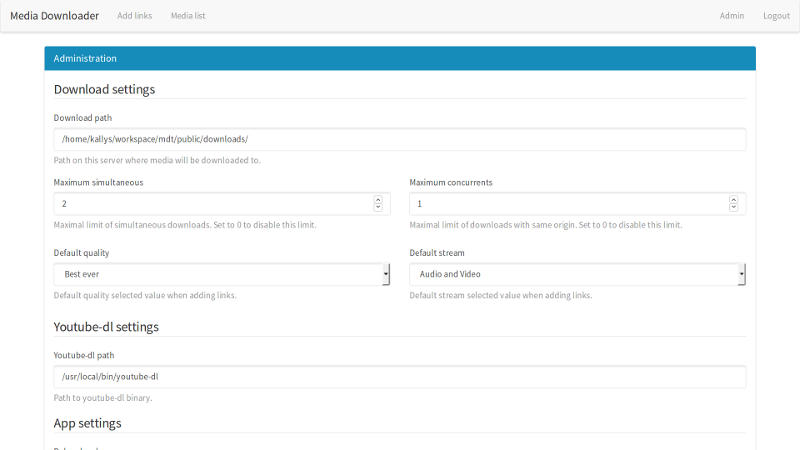 Media Downloader Add links Media list Admin Logout
Administration
Download settings
Download path
/home/kallys/workspace/mdt/public/downloads/
Path on this server where media will be downloaded to.
Maximum simultaneous Maximum concurrents
2 1
Maximal limit of simultaneous downloads. Set to 0 to disable this limit. Maximal limit of downloads with same origin. Set to 0 to disable this limit.
Default quality Default stream
Best ever Audio and Video
Default quality selected value when adding links. Default stream selected value when adding links.
Youtube-dl settings
Youtube-dl path
/usr/local/bin/youtube-dl
Path to youtube-dl binary.
App settings